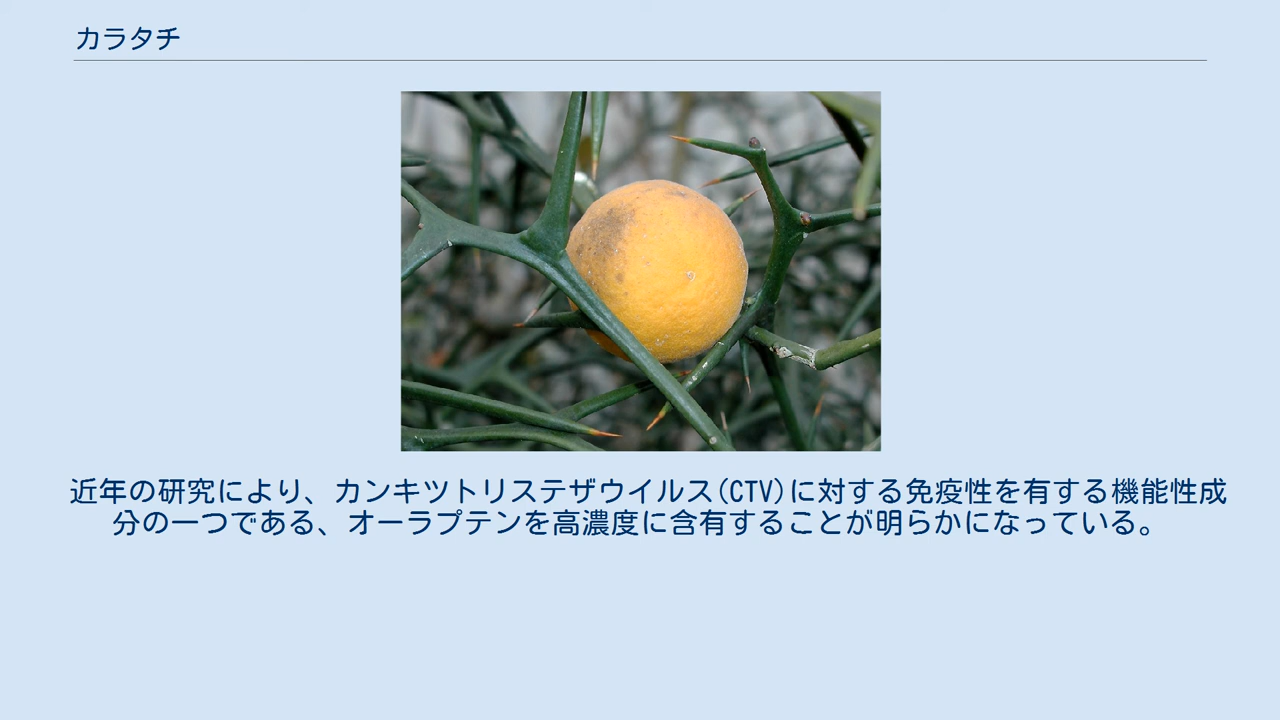 カラタチ
近年の研究により、カンキツトリステザウイルス(CTV)に対する免疫性を有する機能性成
分の一つである、オーラプテンを高濃度に含有することが明らかになっている。